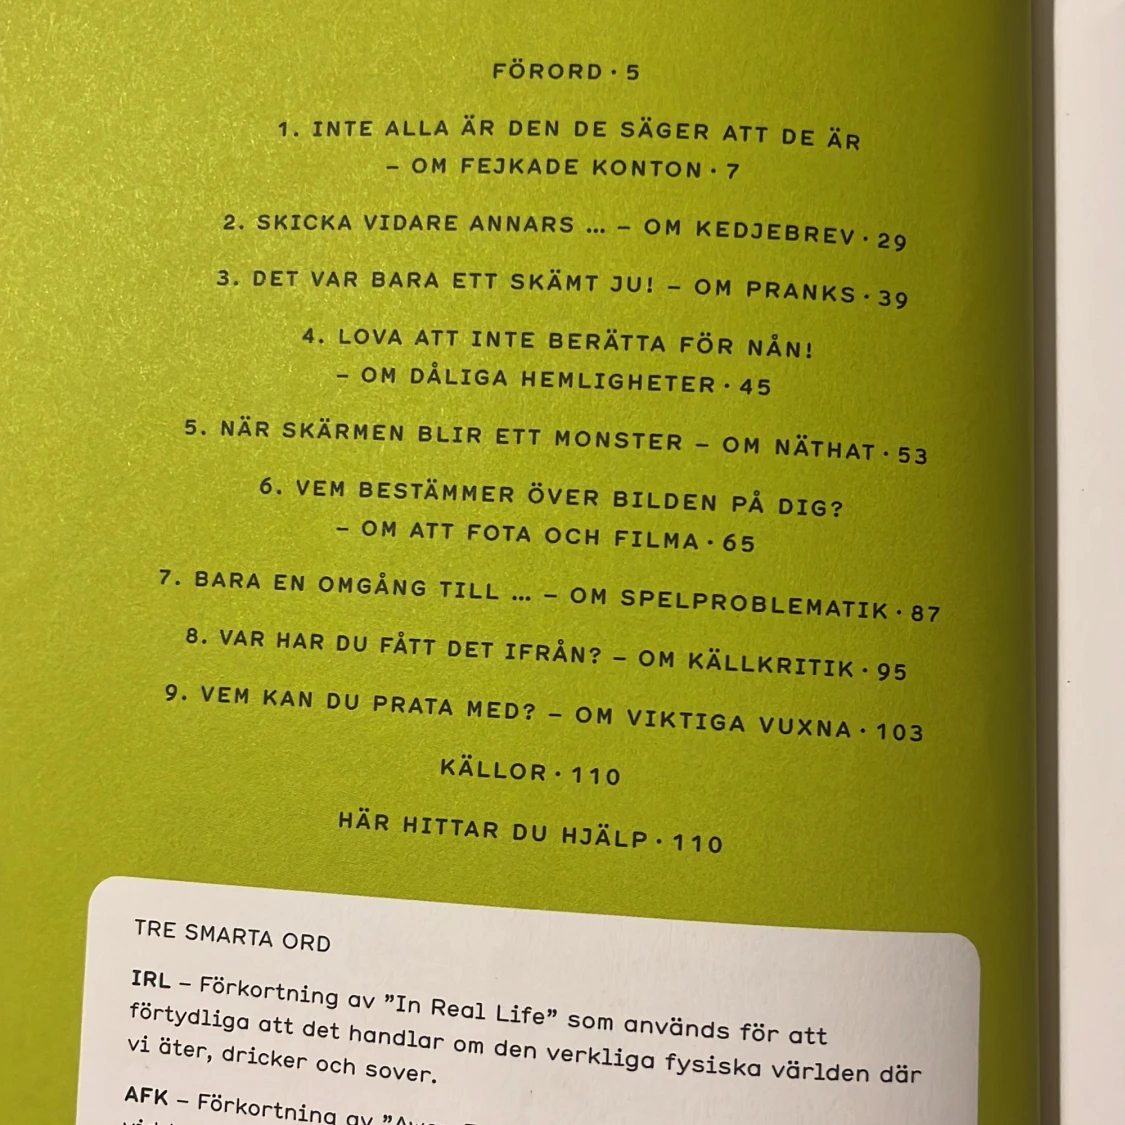 FÖRORD · 5
1. INTE ALLA ÄR DEN DE SÄGER ATT DE ÄR
– OM FEJKADE KONTON · 7
2. SKICKA VIDARE ANNARS ... – OM KEDJEBREV · 29
3. DET VAR BARA ETT SKÄMT JU! – OM PRANKS · 39
4. LOVA ATT INTE BERÄTTA FÖR NÅN!
– OM DÅLIGA HEMLIGHETER · 45
5. NÄR SKÄRMEN BLIR ETT MONSTER – OM NÄTHAT · 53
6. VEM BESTÄMMER ÖVER BILDEN PÅ DIG?
– OM ATT FOTA OCH FILMA · 65
7. BARA EN OMGÅNG TILL ... – OM SPELPROBLEMATIK · 87
8. VAR HAR DU FÅTT DET IFRÅN? – OM KÄLLKRITIK · 95
9. VEM KAN DU PRATA MED? – OM VIKTIGA VUXNA · 103
KÄLLOR · 110
HÄR HITTAR DU HJÄLP · 110
TRE SMARTA ORD
IRL – Förkortning av ”In Real Life” som används för att
förtydliga att det handlar om den verkliga fysiska världen där
vi äter, dricker och sover.
AFK – Förkortning av